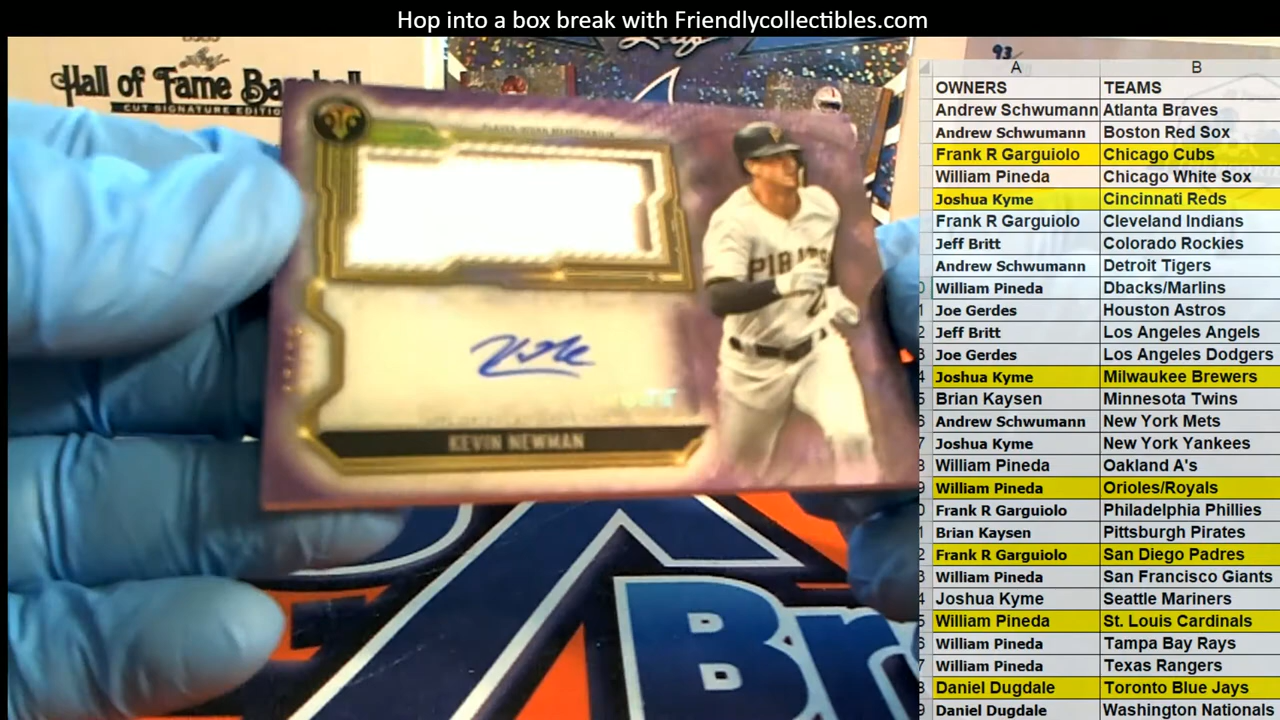 Hop into a box break with Friendlycollectibles.com
Hall of Fame Baseball
CUT SIGNATURE EDITION
93/
PLAYER-WORN MEMORABILIA
PIRATES
KEVIN NEWMAN
Br
A B
OWNERS TEAMS
Andrew Schwumann Atlanta Braves
Andrew Schwumann Boston Red Sox
Frank R Garguiolo Chicago Cubs
William Pineda Chicago White Sox
Joshua Kyme Cincinnati Reds
Frank R Garguiolo Cleveland Indians
Jeff Britt Colorado Rockies
Andrew Schwumann Detroit Tigers
William Pineda Dbacks/Marlins
Joe Gerdes Houston Astros
Jeff Britt Los Angeles Angels
Joe Gerdes Los Angeles Dodgers
Joshua Kyme Milwaukee Brewers
Brian Kaysen Minnesota Twins
Andrew Schwumann New York Mets
Joshua Kyme New York Yankees
William Pineda Oakland A's
William Pineda Orioles/Royals
Frank R Garguiolo Philadelphia Phillies
Brian Kaysen Pittsburgh Pirates
Frank R Garguiolo San Diego Padres
William Pineda San Francisco Giants
Joshua Kyme Seattle Mariners
William Pineda St. Louis Cardinals
William Pineda Tampa Bay Rays
William Pineda Texas Rangers
Daniel Dugdale Toronto Blue Jays
Daniel Dugdale Washington Nationals